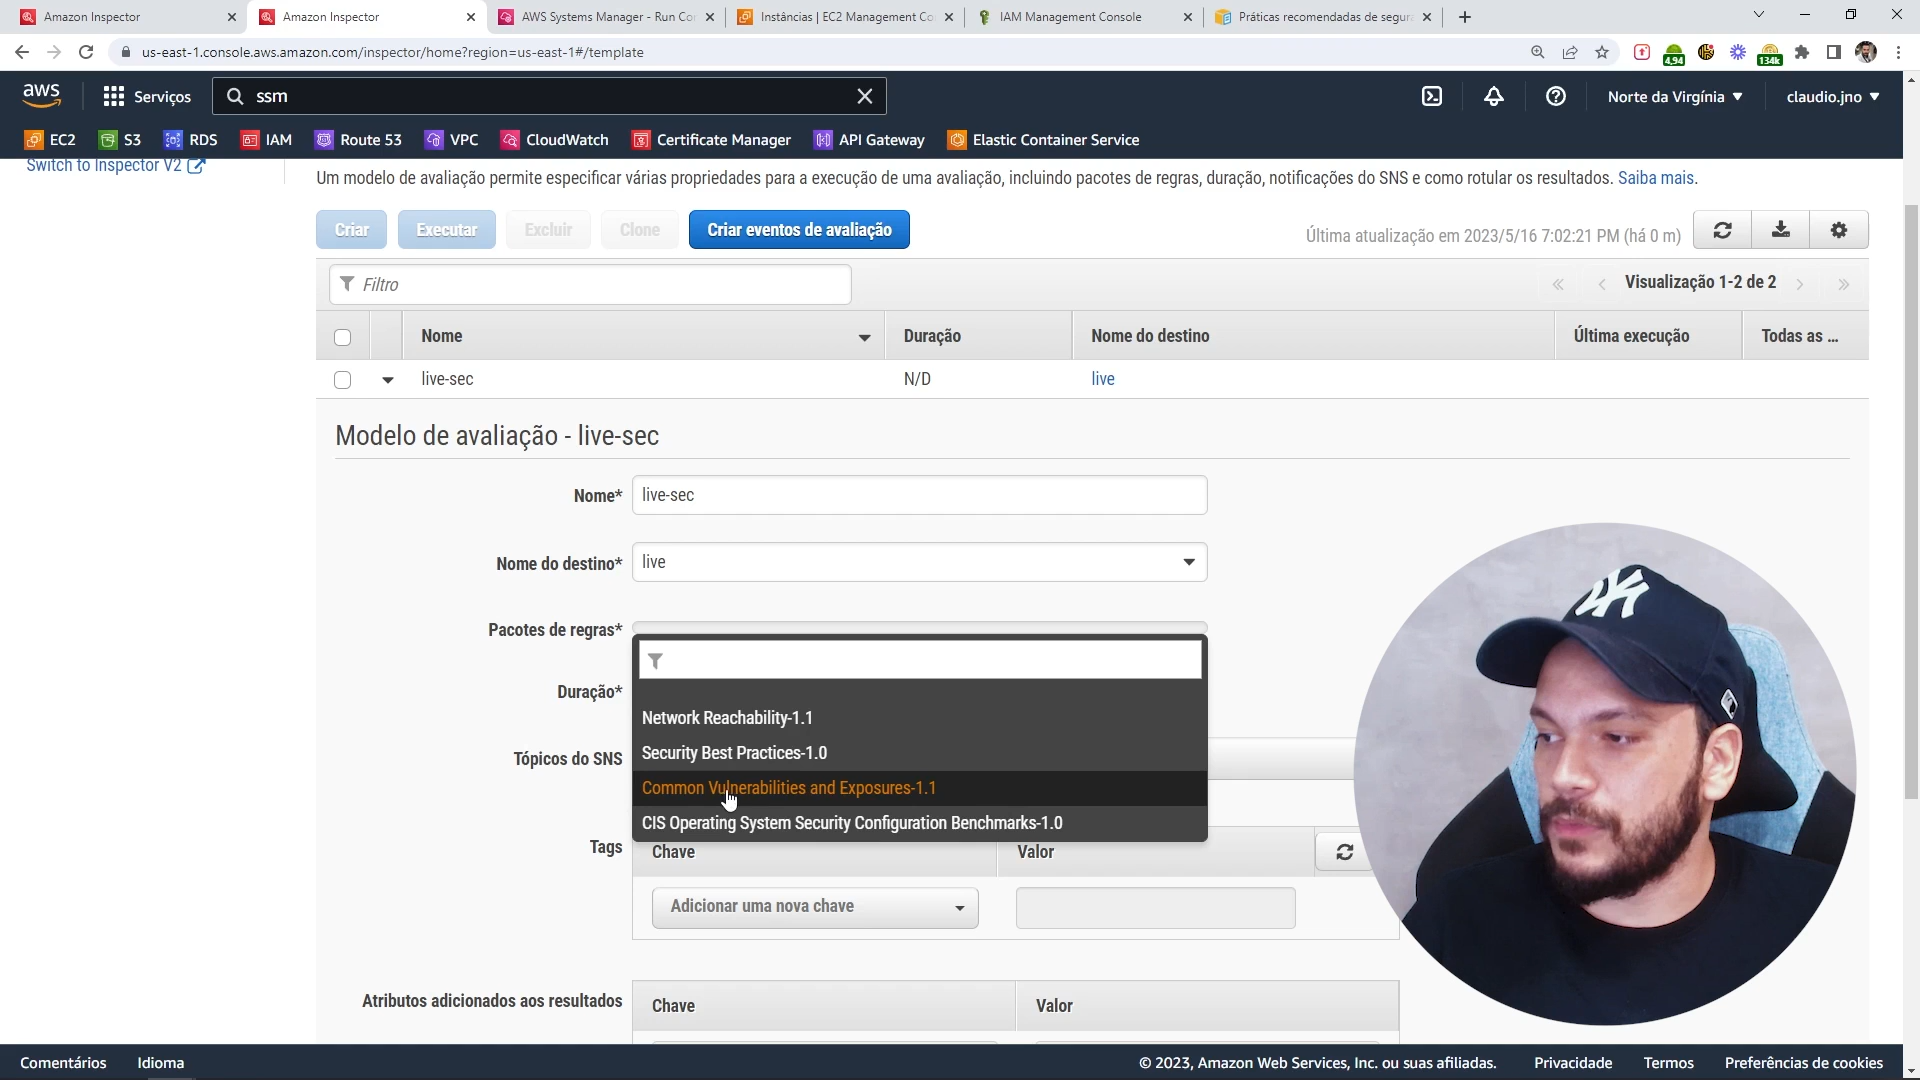 Amazon Inspector
Amazon Inspector
AWS Systems Manager - Run Co
Instâncias | EC2 Management Co
IAM Management Console
Práticas recomendadas de segura
us-east-1.console.aws.amazon.com/inspector/home?region=us-east-1#/template
4,94
134k
aws
Serviços
ssm
Norte da Virgínia
claudio.jno
EC2
S3
RDS
IAM
Route 53
VPC
CloudWatch
Certificate Manager
API Gateway
Elastic Container Service
Switch to Inspector V2
Um modelo de avaliação permite especificar várias propriedades para a execução de uma avaliação, incluindo pacotes de regras, duração, notificações do SNS e como rotular os resultados. Saiba mais.
Criar
Executar
Excluir
Clone
Criar eventos de avaliação
Última atualização em 2023/5/16 7:02:21 PM (há 0 m)
Filtro
Visualização 1-2 de 2
Nome
Duração
Nome do destino
Última execução
Todas as ...
live-sec
N/D
live
Modelo de avaliação - live-sec
Nome*
live-sec
Nome do destino*
live
Pacotes de regras*
Duração*
Network Reachability-1.1
Security Best Practices-1.0
Tópicos do SNS
Common Vulnerabilities and Exposures-1.1
CIS Operating System Security Configuration Benchmarks-1.0
Tags
Chave
Valor
Adicionar uma nova chave
Atributos adicionados aos resultados
Chave
Valor
Comentários
Idioma
© 2023, Amazon Web Services, Inc. ou suas afiliadas.
Privacidade
Termos
Preferências de cookies